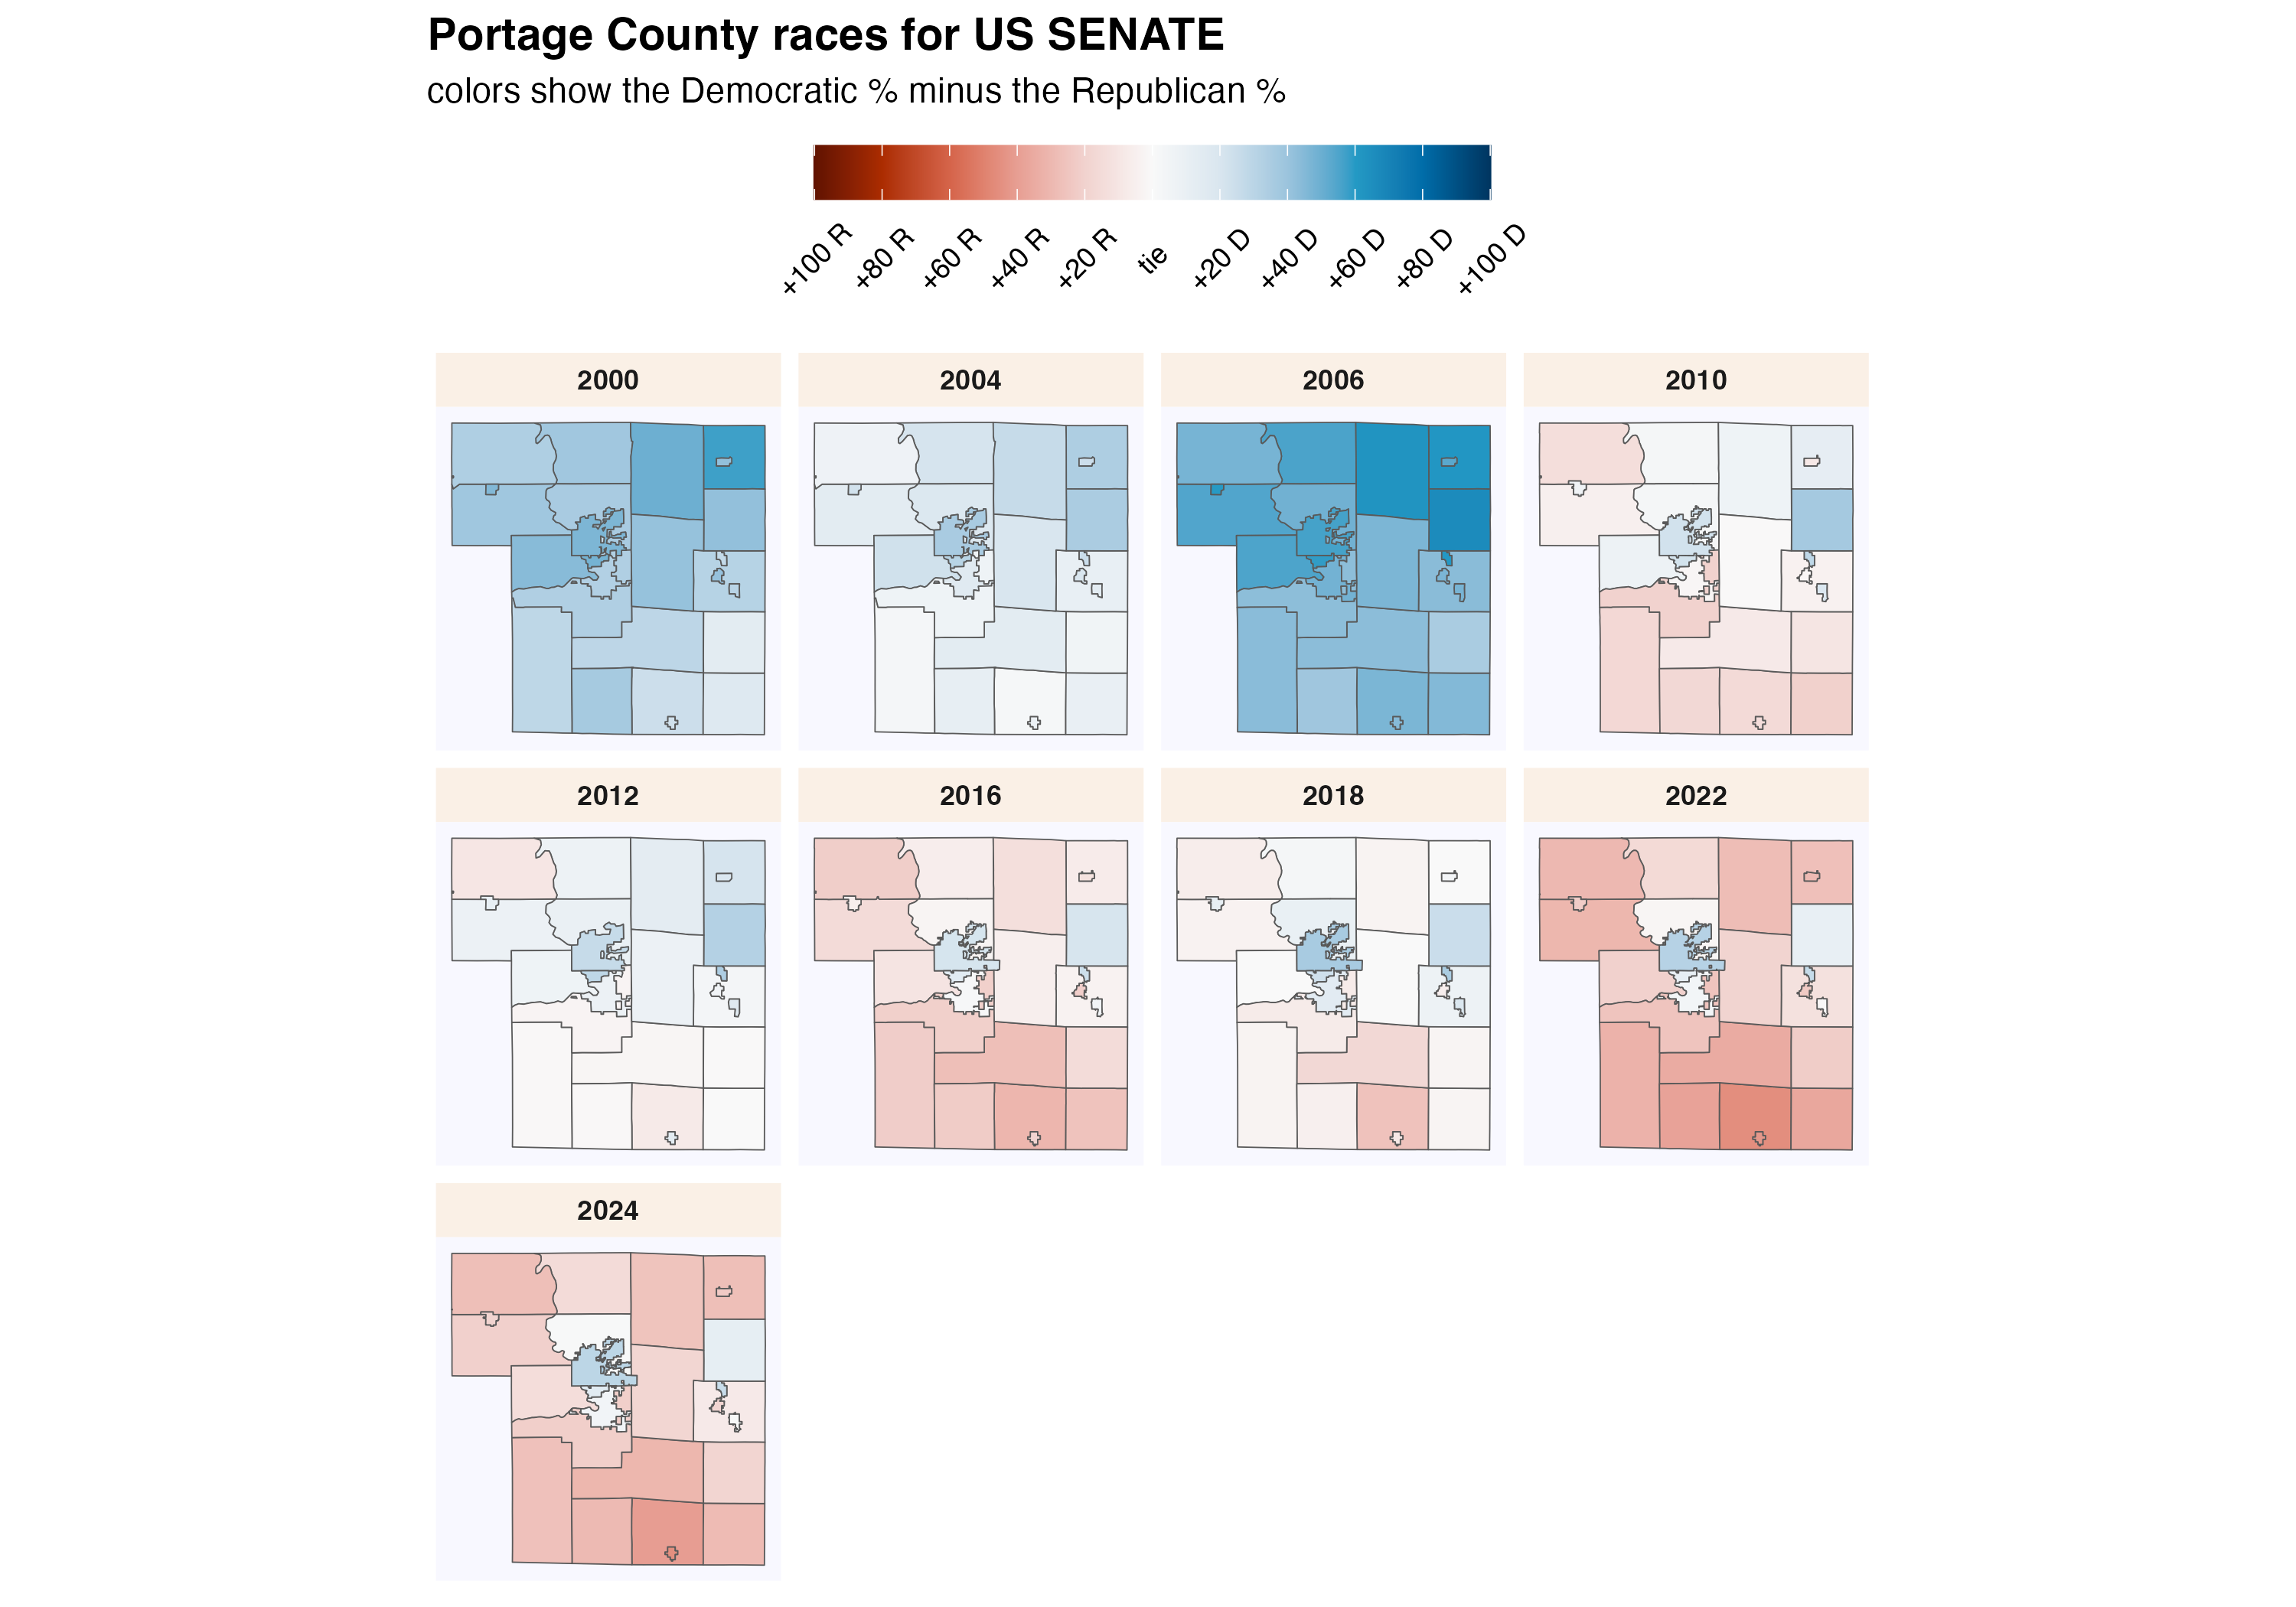 Portage County races for US SENATE
colors show the Democratic % minus the Republican %
+100 R +80 R +60 R +40 R +20 R tie +20 D +40 D +60 D +80 D +100 D
2000 2004 2006 2010
2012 2016 2018 2022
2024